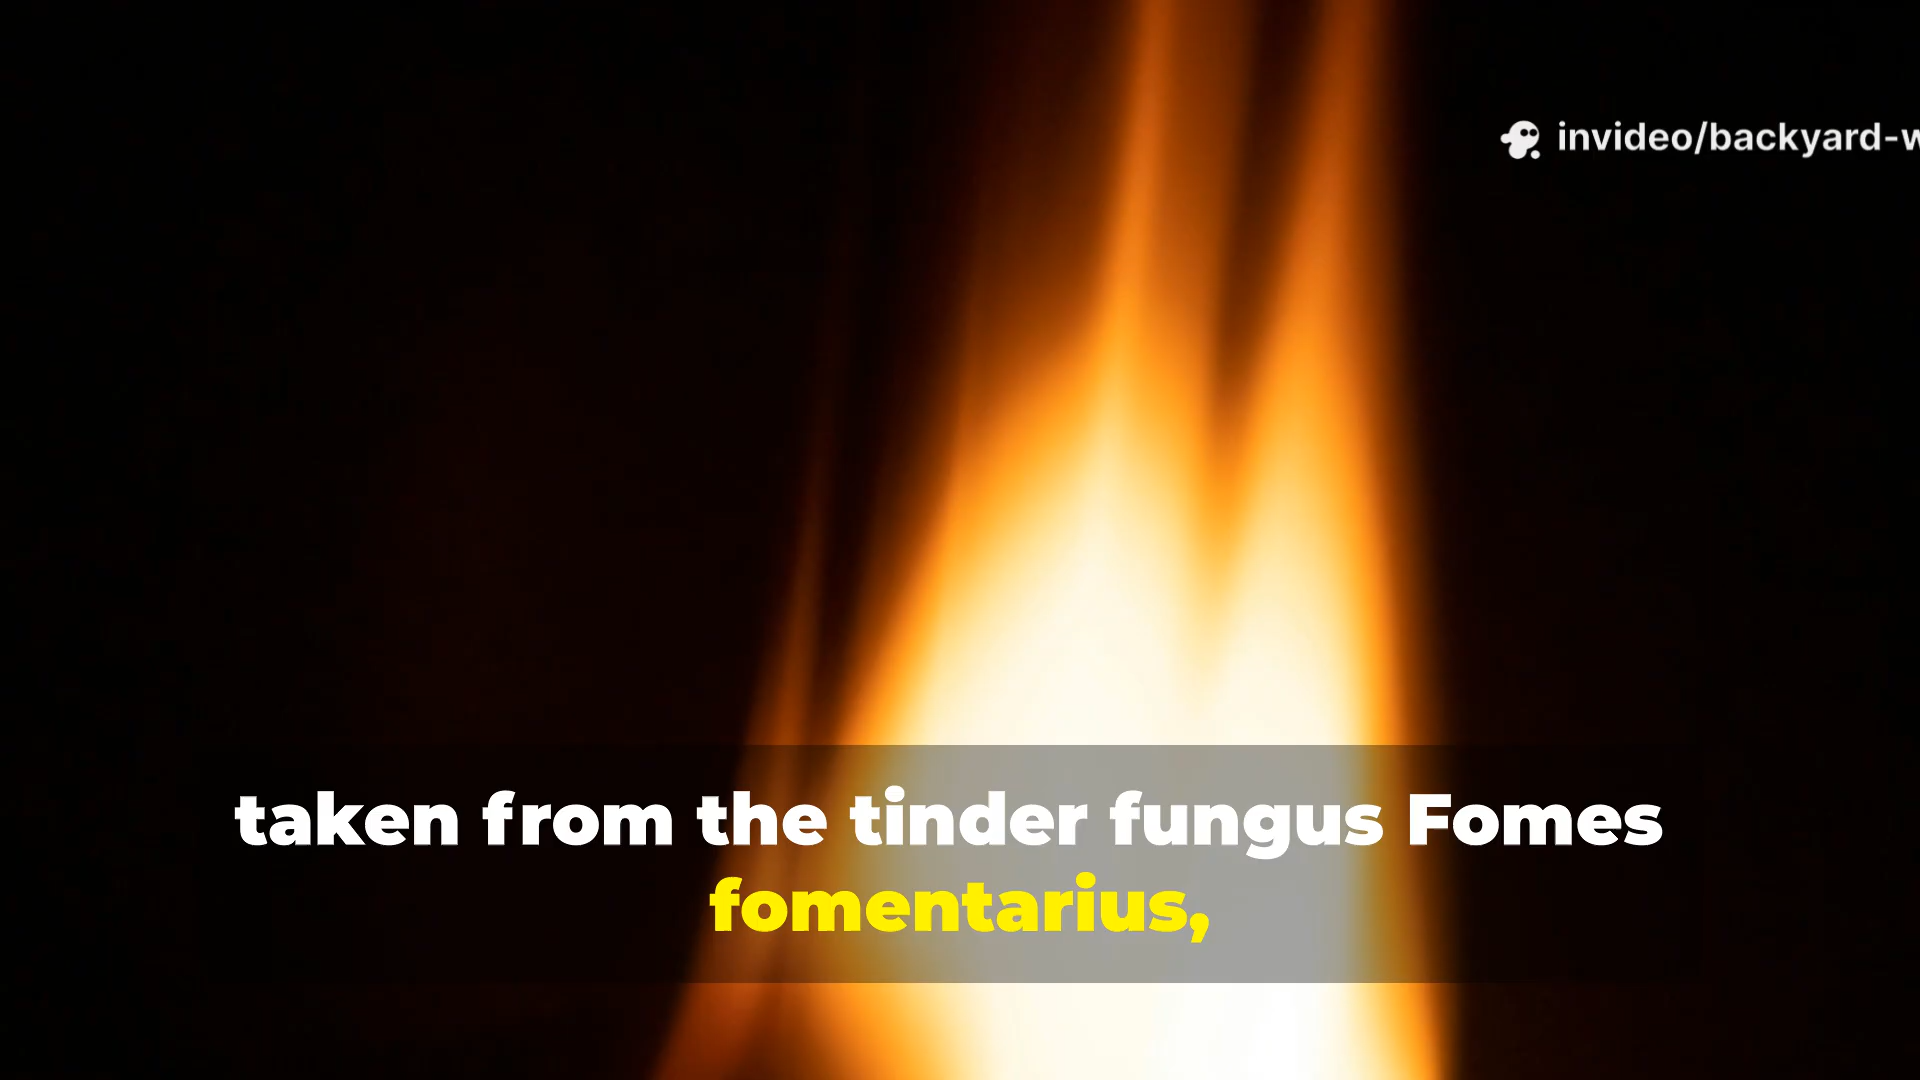 invideo/backyard-w
taken from the tinder fungus Fomes
fomentarius,